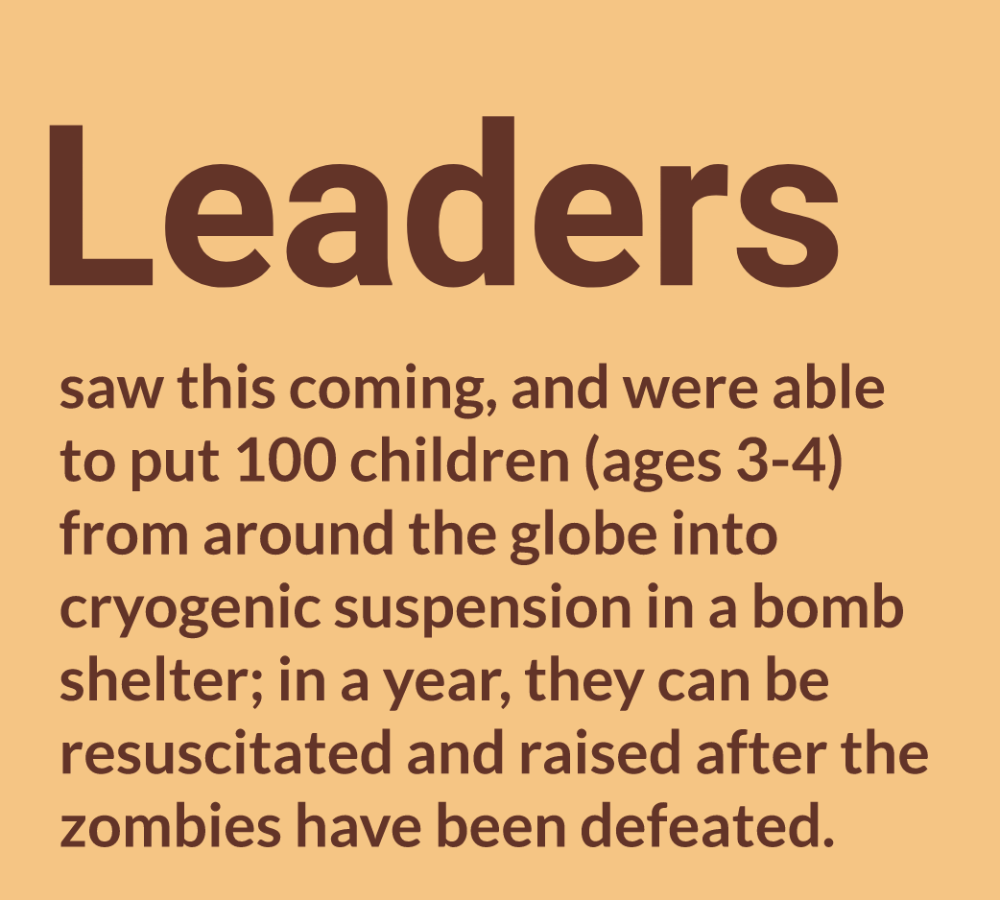 Leaders
saw this coming, and were able
to put 100 children (ages 3-4)
from around the globe into
cryogenic suspension in a bomb
shelter; in a year, they can be
resuscitated and raised after the
zombies have been defeated.